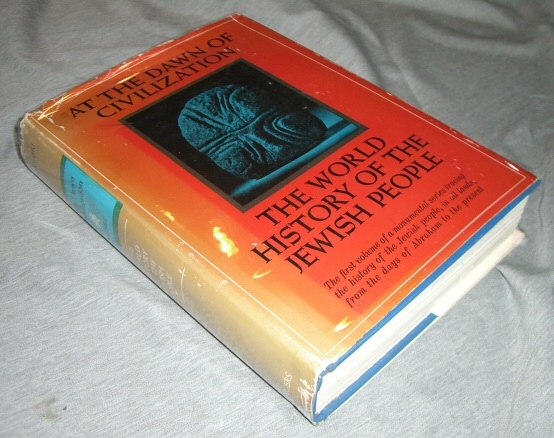 AT THE DAWN OF
CIVILIZATION
THE WORLD
HISTORY OF THE
JEWISH PEOPLE
The first volume of a monumental series tracing
the history of the Jewish people, in all lands
from the days of Abraham to the present